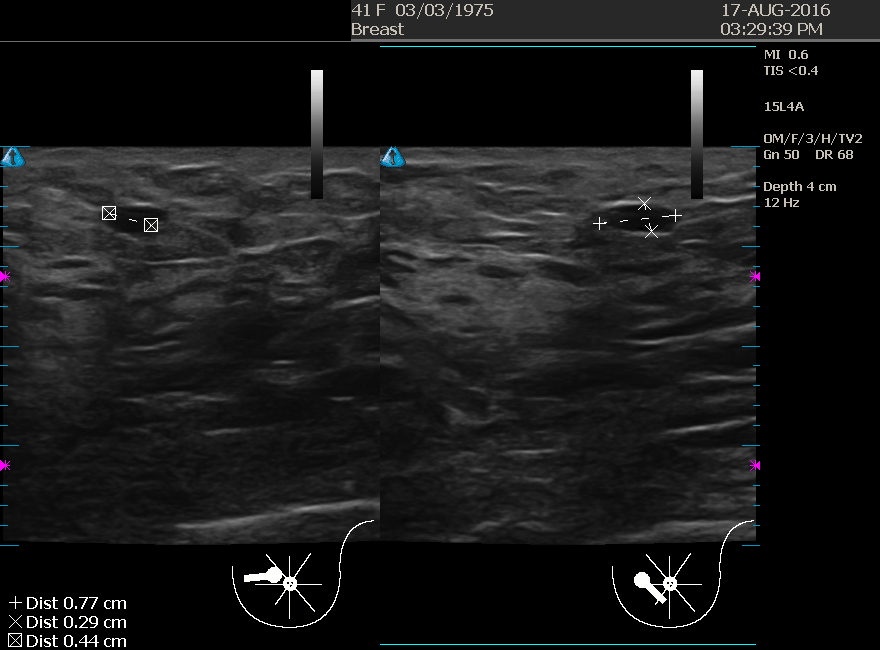 41 F 03/03/1975
17-AUG-2016
Breast
03:29:39 PM
MI 0.6
TIS <0.4
15L4A
OM/F/3/H/TV2
Gn 50 DR 68
Depth 4 cm
12 Hz
Dist 0.77 cm
Dist 0.29 cm
Dist 0.44 cm